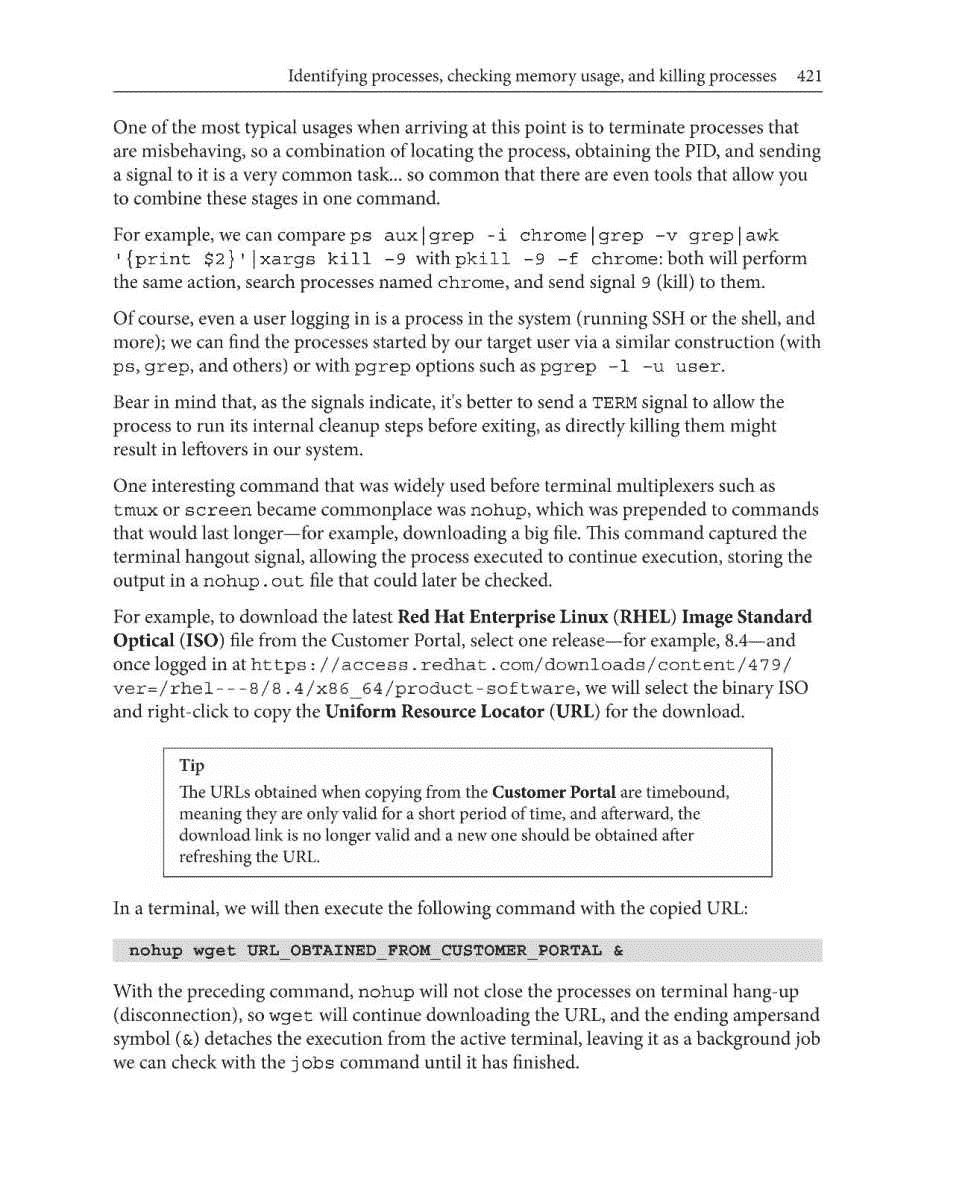 Identifying processes, checking memory usage, and killing processes 421
One of the most typical usages when arriving at this point is to terminate processes that
are misbehaving, so a combination of locating the process, obtaining the PID, and sending
a signal to it is a very common task... so common that there are even tools that allow you
to combine these stages in one command.
For example, we can compare ps aux|grep -i chrome|grep -v grep|awk
'{print $2}'|xargs kill -9 with pkill -9 -f chrome: both will perform
the same action, search processes named chrome, and send signal 9 (kill) to them.
Of course, even a user logging in is a process in the system (running SSH or the shell, and
more); we can find the processes started by our target user via a similar construction (with
ps, grep, and others) or with pgrep options such as pgrep -l -u user.
Bear in mind that, as the signals indicate, it's better to send a TERM signal to allow the
process to run its internal cleanup steps before exiting, as directly killing them might
result in leftovers in our system.
One interesting command that was widely used before terminal multiplexers such as
tmux or screen became commonplace was nohup, which was prepended to commands
that would last longer—for example, downloading a big file. This command captured the
terminal hangout signal, allowing the process executed to continue execution, storing the
output in a nohup.out file that could later be checked.
For example, to download the latest Red Hat Enterprise Linux (RHEL) Image Standard
Optical (ISO) file from the Customer Portal, select one release—for example, 8.4—and
once logged in at https://access.redhat.com/downloads/content/479/
ver=/rhel---8/8.4/x86_64/product-software, we will select the binary ISO
and right-click to copy the Uniform Resource Locator (URL) for the download.
Tip
The URLs obtained when copying from the Customer Portal are timebound,
meaning they are only valid for a short period of time, and afterward, the
download link is no longer valid and a new one should be obtained after
refreshing the URL.
In a terminal, we will then execute the following command with the copied URL:
nohup wget URL_OBTAINED_FROM_CUSTOMER_PORTAL &
With the preceding command, nohup will not close the processes on terminal hang-up
(disconnection), so wget will continue downloading the URL, and the ending ampersand
symbol (&) detaches the execution from the active terminal, leaving it as a background job
we can check with the jobs command until it has finished.